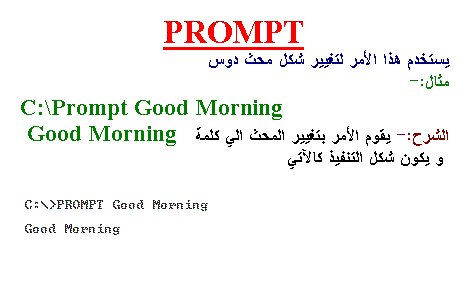 PROMPT
يستخدم هذا الأمر لتغيير شكل محث دوس
مثال:-
C:\Prompt Good Morning
الشرح:- يقوم الأمر بتغيير المحث الي كلمة Good Morning
و يكون شكل التنفيذ كالآتي
C:\>PROMPT Good Morning
Good Morning